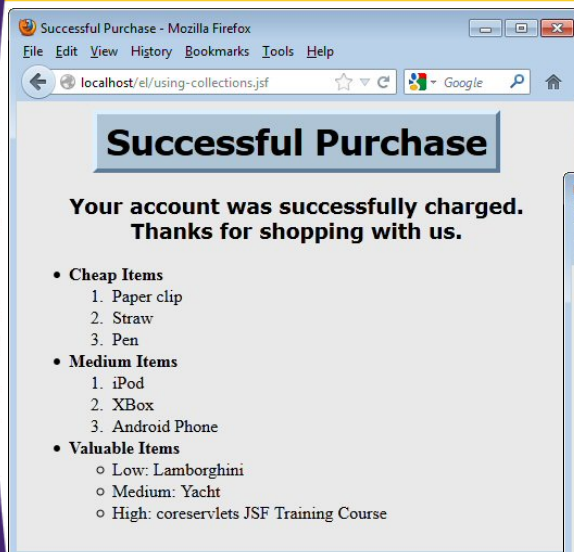 Successful Purchase - Mozilla Firefox
File Edit View History Bookmarks Tools Help
localhost/el/using-collections.jsf Google
Successful Purchase
Your account was successfully charged.
Thanks for shopping with us.
• Cheap Items
1. Paper clip
2. Straw
3. Pen
• Medium Items
1. iPod
2. XBox
3. Android Phone
• Valuable Items
○ Low: Lamborghini
○ Medium: Yacht
○ High: coreservlets JSF Training Course